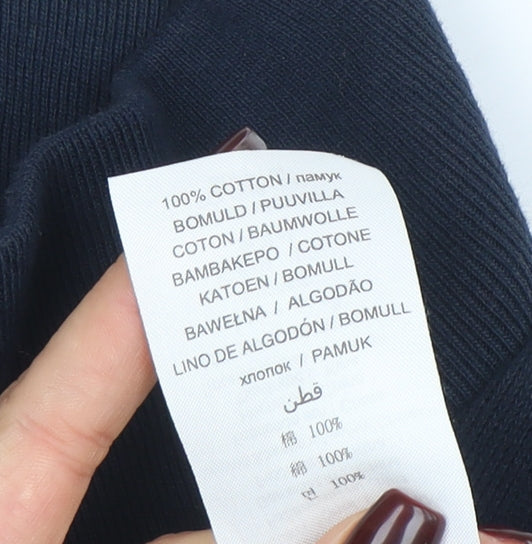 100% COTTON / памук
BOMULD / PUUVILLA
COTON / BAUMWOLLE
BAMBAKEPO / COTONE
KATOEN / BOMULL
BAWEŁNA / ALGODÃO
LINO DE ALGODÓN / BOMULL
хлопок / PAMUK
قطن
棉 100%
綿 100%
면 100%